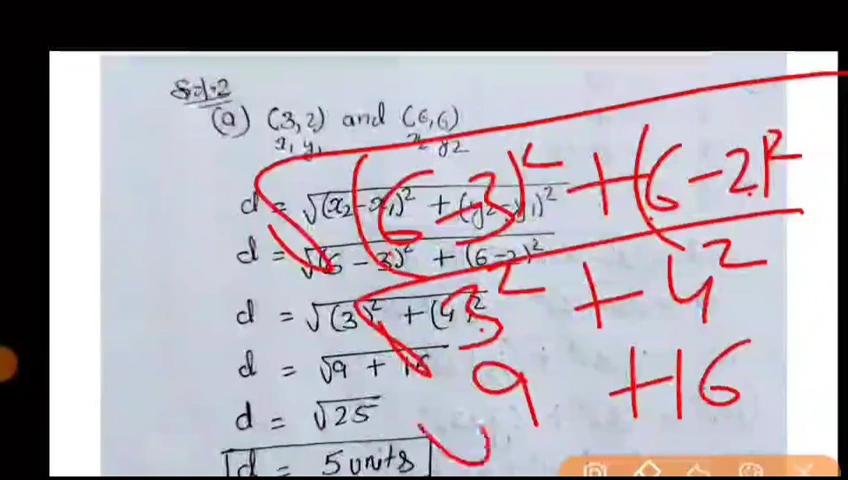 Sol.2
(a) (3,2) and (6,6)
x₁ y₁ x₂ y₂
d = √(x₂-x₁)² + (y₂-y₁)²
d = √(6-3)² + (6-2)²
d = √(3)² + (4)²
d = √9 + 16
d = √25
d = 5 units
√(6-3)² + (6-2)²
√3² + 4²
9 + 16